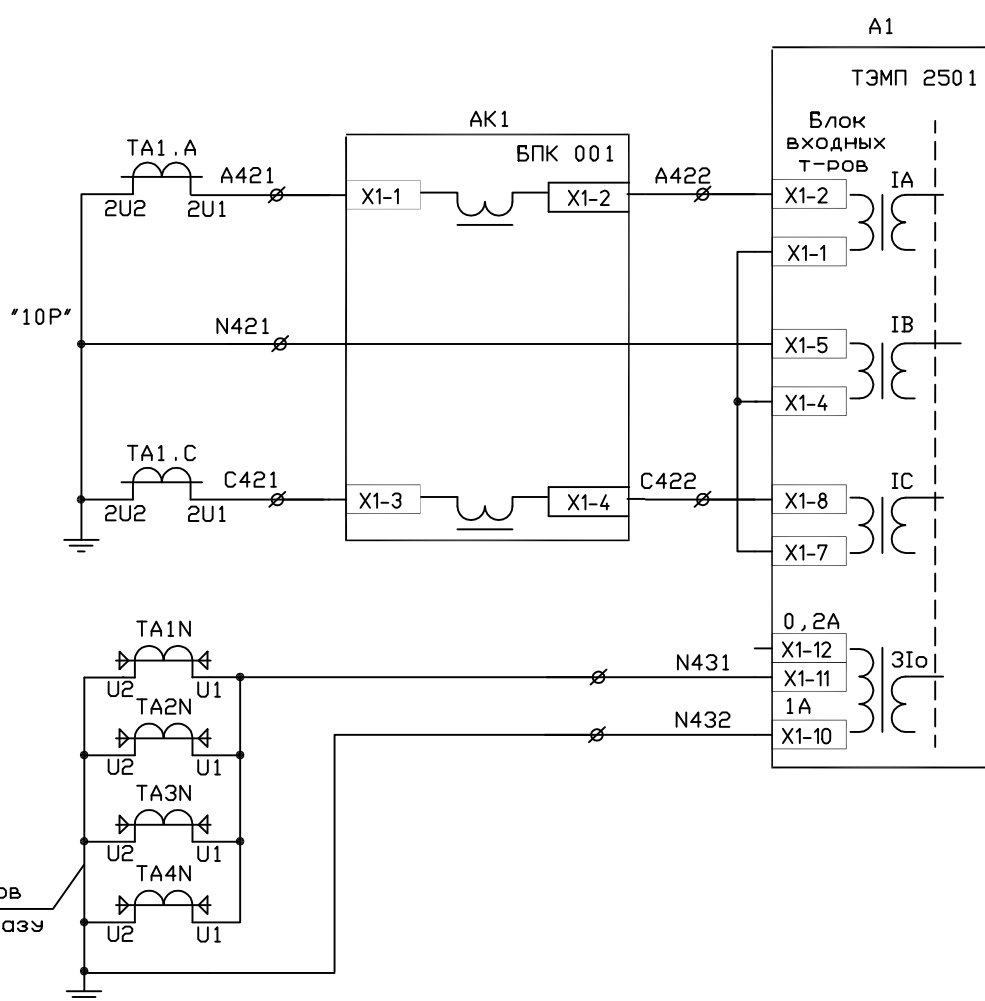 A1
ТЭМП 2501
Блок
входных
т-ров
AK1
БПК 001
TA1.A
A421
2U2
2U1
X1-1
X1-2
A422
X1-2
IA
X1-1
"10P"
N421
X1-5
IB
X1-4
TA1.C
C421
2U2
2U1
X1-3
X1-4
C422
X1-8
IC
X1-7
0,2A
X1-12
X1-11
3Io
1A
X1-10
TA1N
U2
U1
N431
TA2N
U2
U1
N432
TA3N
U2
U1
TA4N
U2
U1
ов
азу